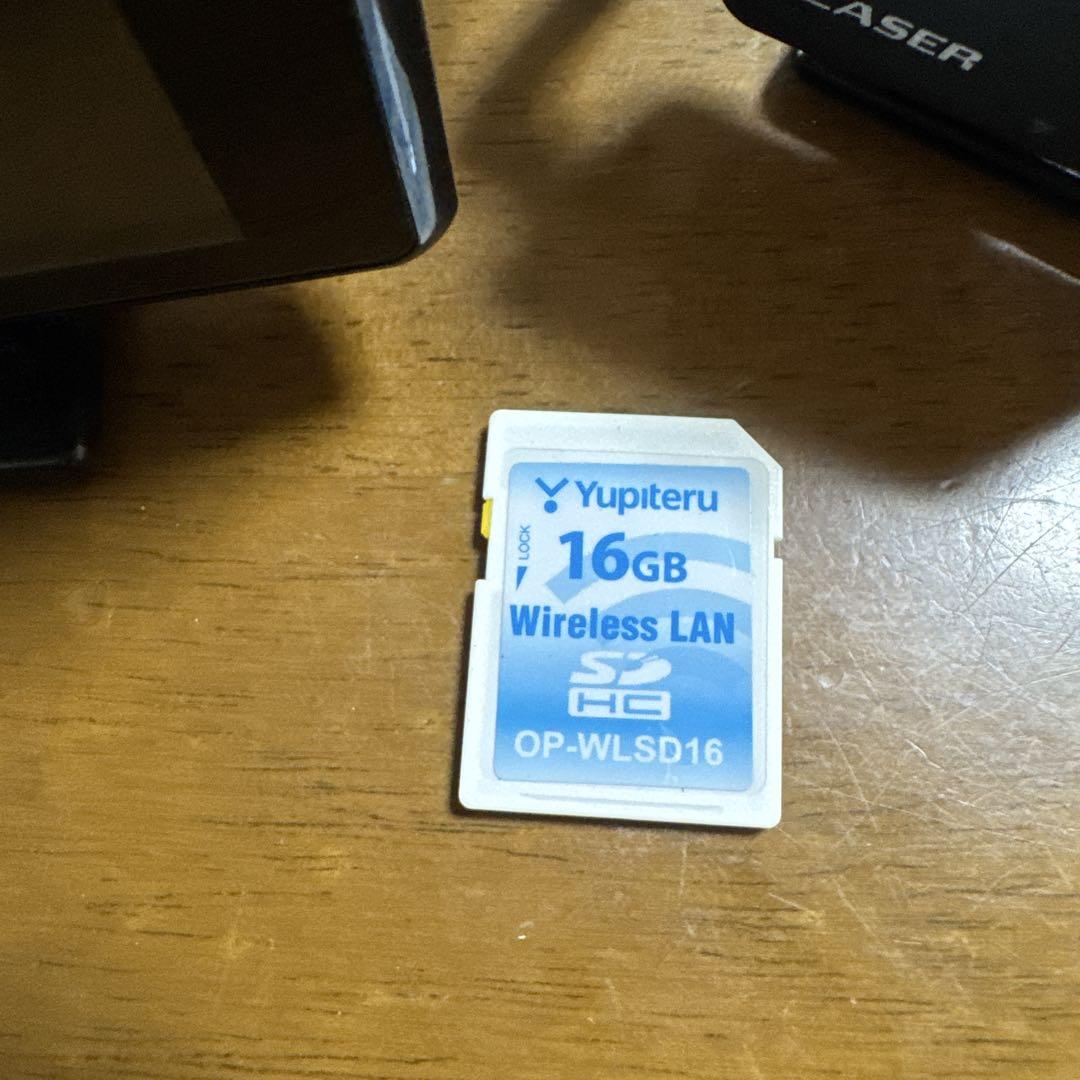 LASER
Yupiteru
LOCK
16GB
Wireless LAN
SD
HC
OP-WLSD16